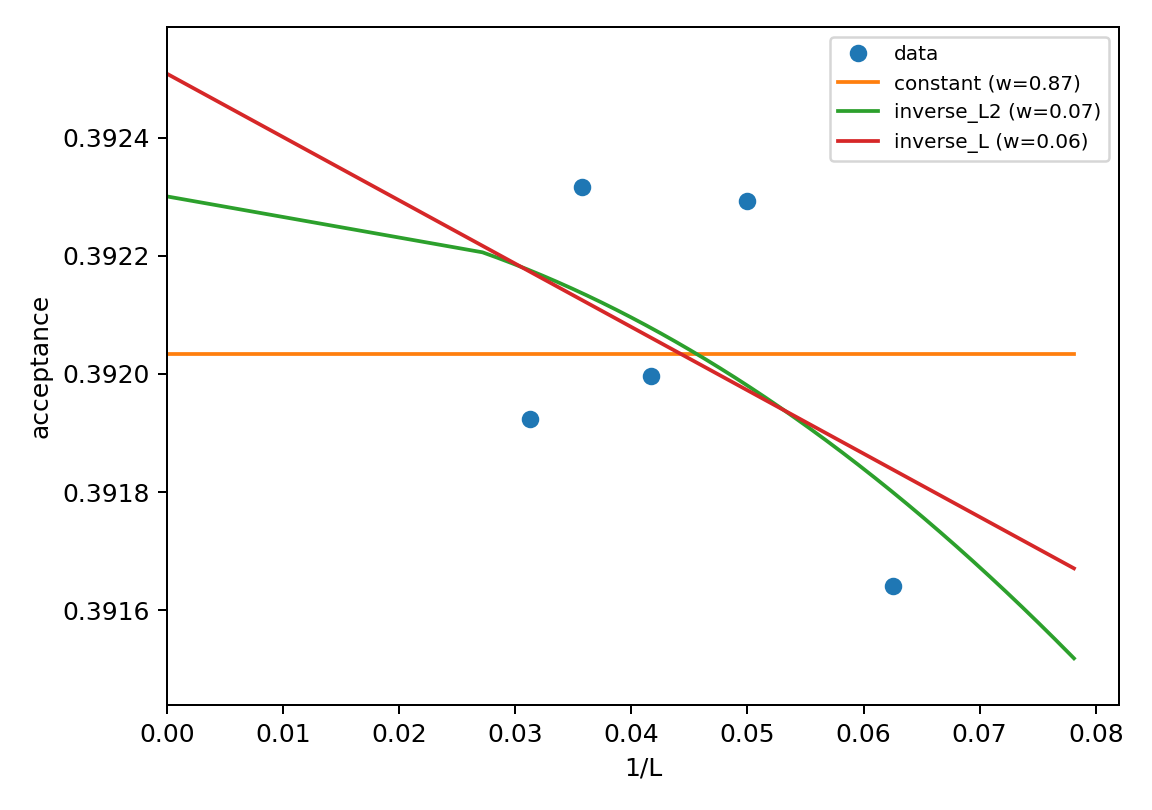 data
constant (w=0.87)
inverse_L2 (w=0.07)
inverse_L (w=0.06)
acceptance
0.3924
0.3922
0.3920
0.3918
0.3916
0.00 0.01 0.02 0.03 0.04 0.05 0.06 0.07 0.08
1/L